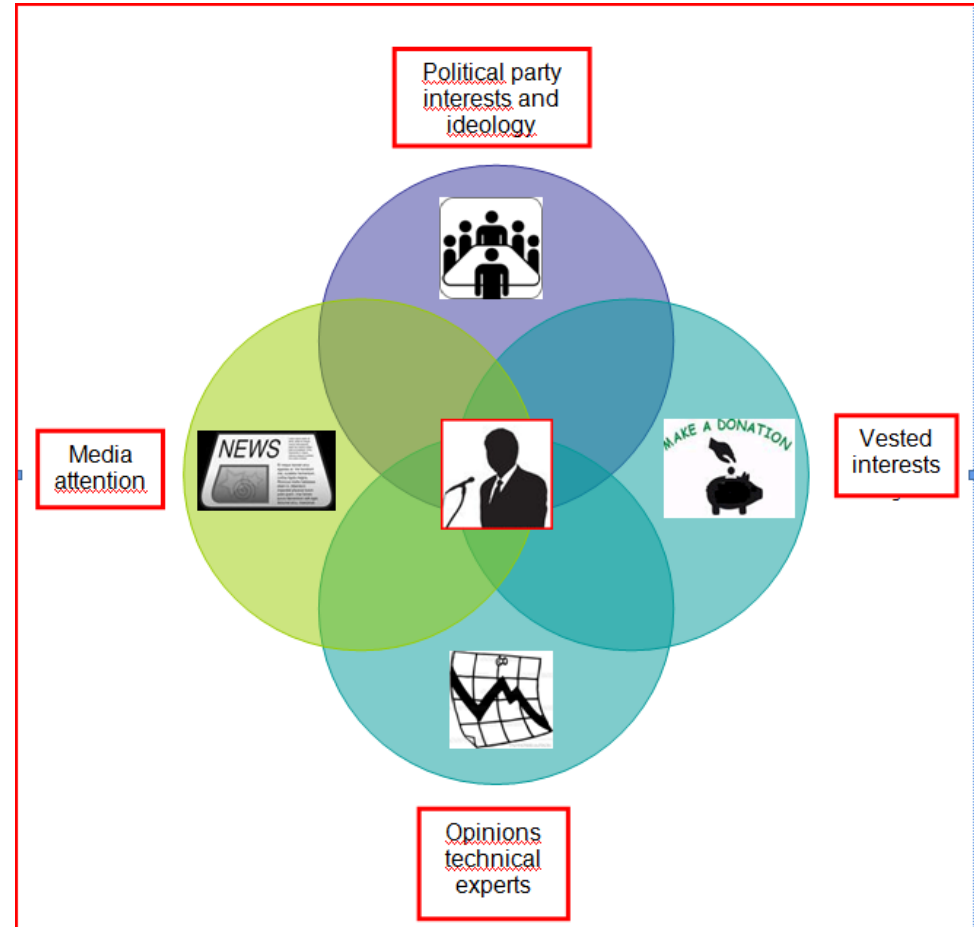 Political party
interests and
ideology
MAKE A DONATION
NEWS
Media
attention
Vested
interests
Opinions
technical
experts